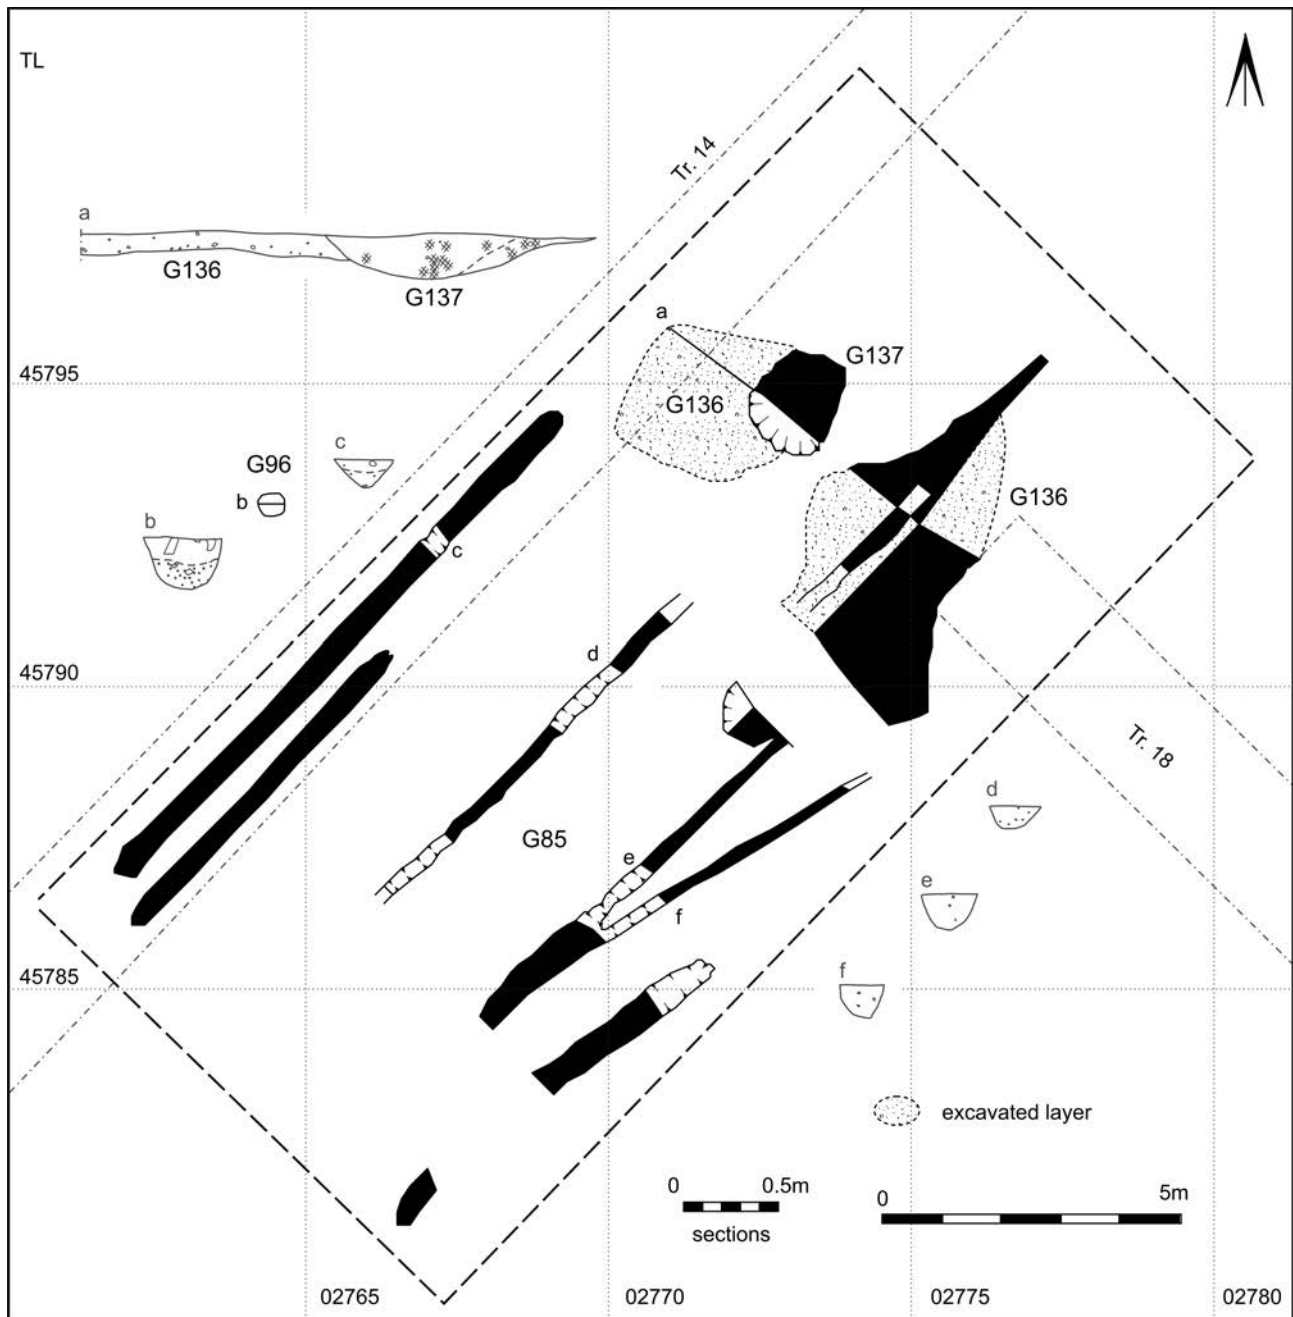 TL
Tr. 14
a
G136
G137
a
G137
45795
G136
c
G96
b
G136
b
c
d
45790
Tr. 18
d
G85
e
e
f
45785
f
excavated layer
0 0.5m
0 5m
sections
02765
02770
02775
02780